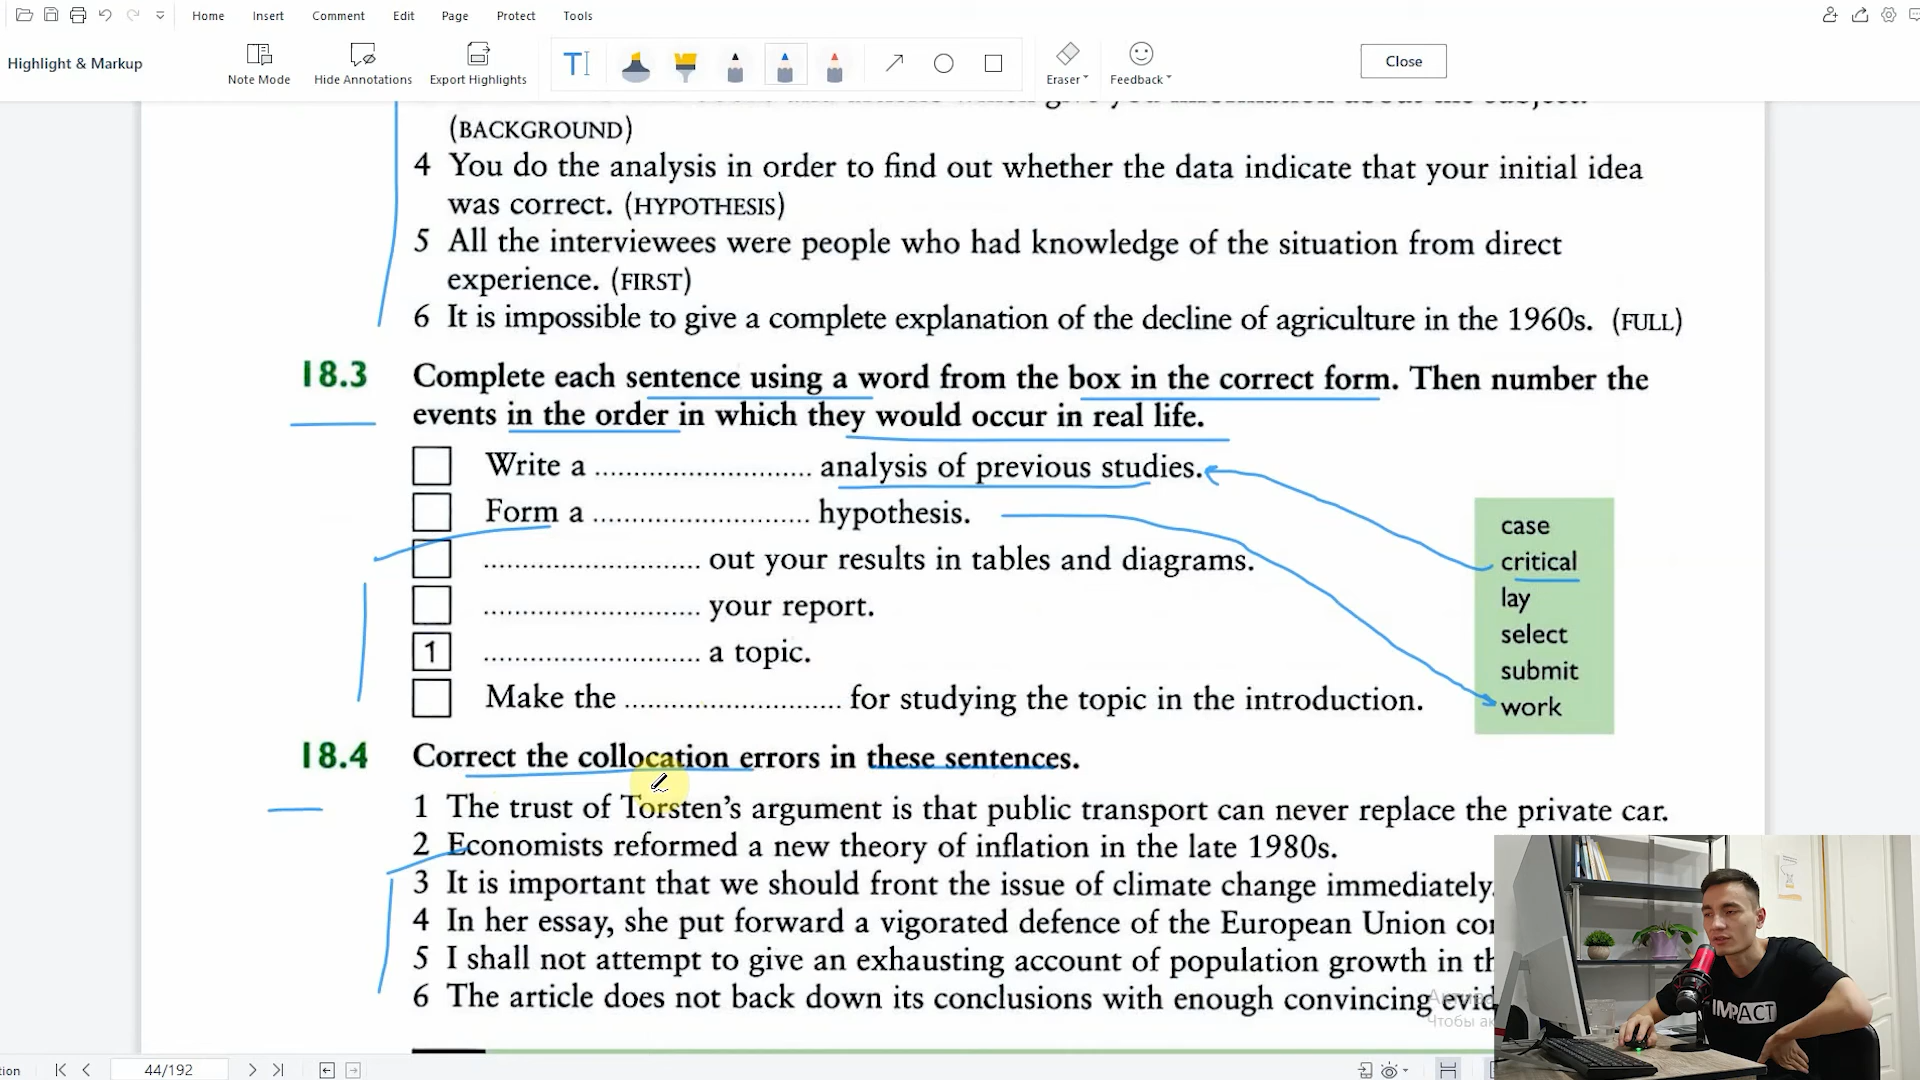 Home Insert Comment Edit Page Protect Tools
Highlight & Markup
Note Mode Hide Annotations Export Highlights Eraser Feedback Close
(BACKGROUND)
4 You do the analysis in order to find out whether the data indicate that your initial idea
was correct. (HYPOTHESIS)
5 All the interviewees were people who had knowledge of the situation from direct
experience. (FIRST)
6 It is impossible to give a complete explanation of the decline of agriculture in the 1960s. (FULL)
18.3 Complete each sentence using a word from the box in the correct form. Then number the
events in the order in which they would occur in real life.
Write a .......................... analysis of previous studies.
Form a .......................... hypothesis.
.......................... out your results in tables and diagrams.
.......................... your report.
1 .......................... a topic.
Make the .......................... for studying the topic in the introduction.
case
critical
lay
select
submit
work
18.4 Correct the collocation errors in these sentences.
1 The trust of Torsten's argument is that public transport can never replace the private car.
2 Economists reformed a new theory of inflation in the late 1980s.
3 It is important that we should front the issue of climate change immediately.
4 In her essay, she put forward a vigorated defence of the European Union con
5 I shall not attempt to give an exhausting account of population growth in th
6 The article does not back down its conclusions with enough convincing evid
IMPACT
tion 44/192